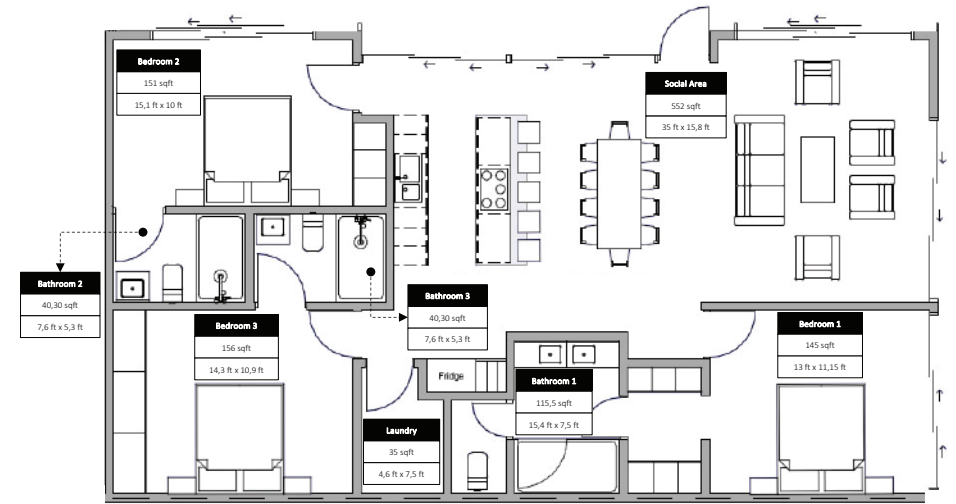 Bedroom 2
151 sqft
15,1 ft x 10 ft
Social Area
552 sqft
35 ft x 15,8 ft
Bathroom 2
40,30 sqft
7,6 ft x 5,3 ft
Bathroom 3
40,30 sqft
7,6 ft x 5,3 ft
Bedroom 3
156 sqft
14,3 ft x 10,9 ft
Bedroom 1
145 sqft
13 ft x 11,15 ft
Fridge
Bathroom 1
115,5 sqft
15,4 ft x 7,5 ft
Laundry
35 sqft
4,6 ft x 7,5 ft